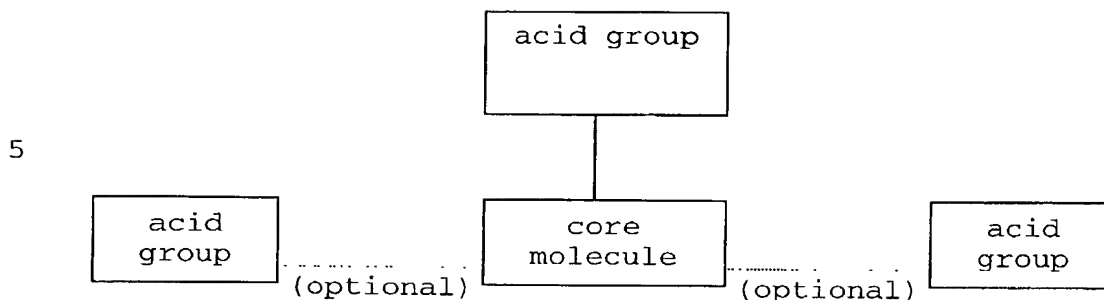 acid group
5
acid
group
(optional)
core
molecule
(optional)
acid
group